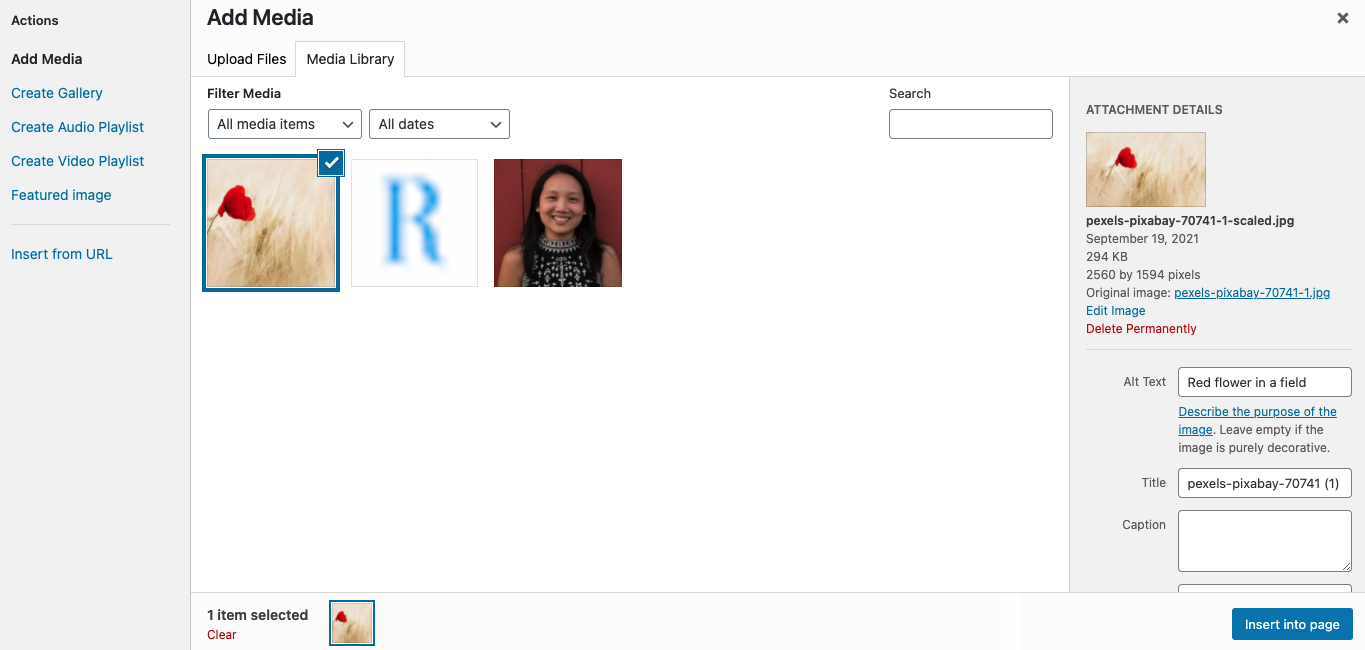 Actions
Add Media
Create Gallery
Create Audio Playlist
Create Video Playlist
Featured image
Insert from URL
Add Media
Upload Files
Media Library
Filter Media
All media items
All dates
Search
R
ATTACHMENT DETAILS
pexels-pixabay-70741-1-scaled.jpg
September 19, 2021
294 KB
2560 by 1594 pixels
Original image: pexels-pixabay-70741-1.jpg
Edit Image
Delete Permanently
Alt Text
Red flower in a field
Describe the purpose of the
image. Leave empty if the
image is purely decorative.
Title
pexels-pixabay-70741 (1)
Caption
1 item selected
Clear
Insert into page